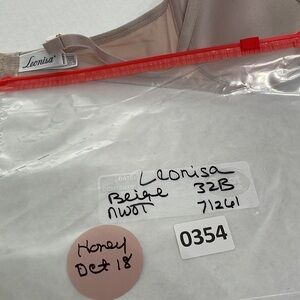 Leonisa
Leonisa
Beige 32B
NWOT 71261
0354
Honey
Oct 18